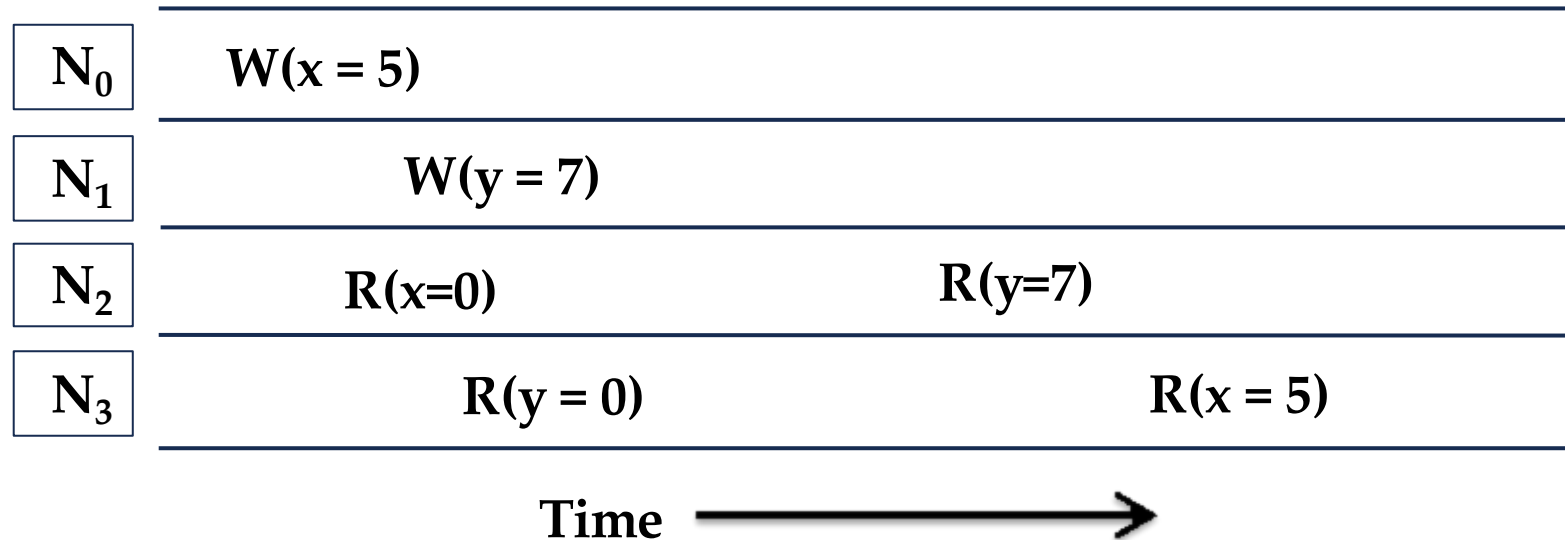 N₀ W(x = 5)
N₁ W(y = 7)
N₂ R(x=0) R(y=7)
N₃ R(y = 0) R(x = 5)
Time